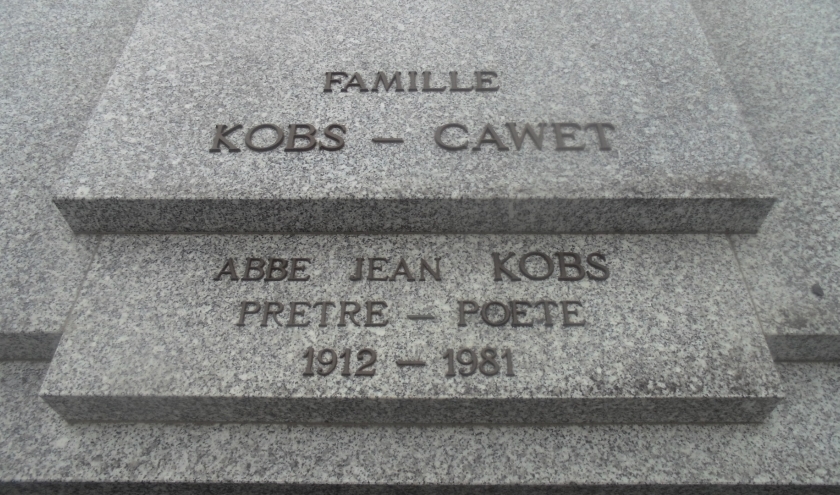 FAMILLE
KOBS - CAWET
ABBE JEAN KOBS
PRETRE - POETE
1912 - 1981